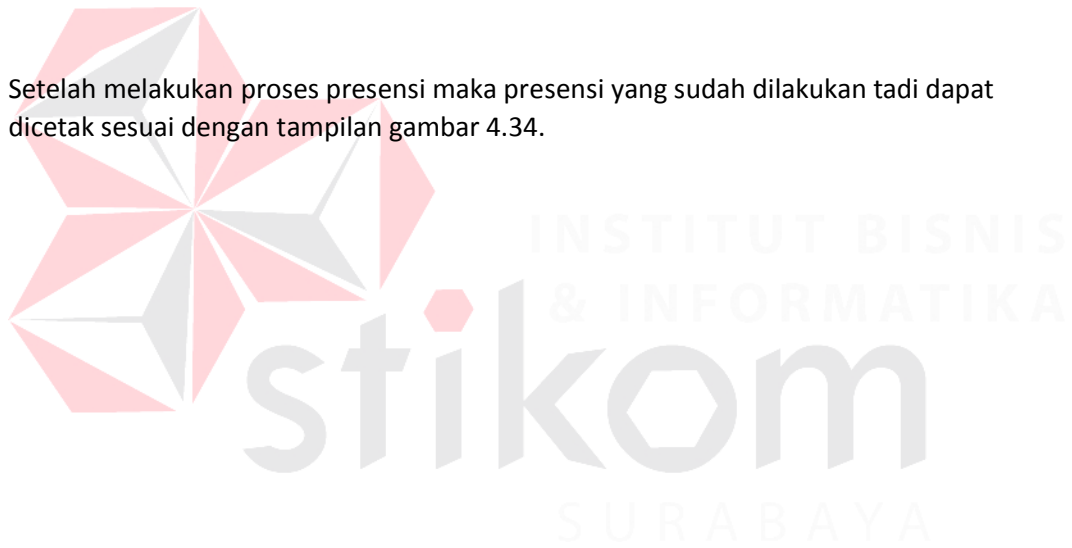 Setelah melakukan proses presensi maka presensi yang sudah dilakukan tadi dapat
dicetak sesuai dengan tampilan gambar 4.34.
INSTITUT BISNIS
& INFORMATIKA
stikom
SURABAYA